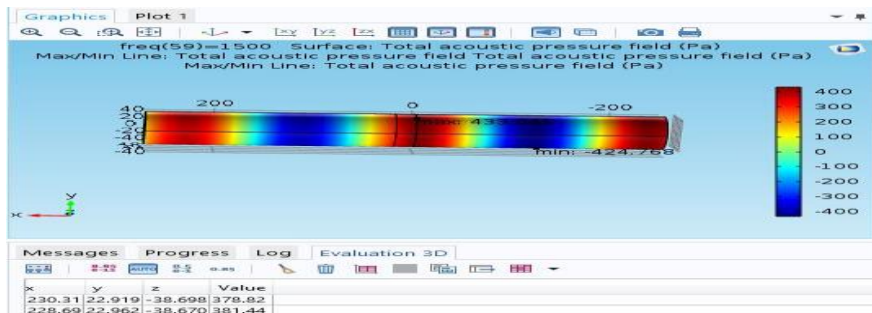 Graphics Plot 1
freq(59)=1500 Surface: Total acoustic pressure field (Pa)
Max/Min Line: Total acoustic pressure field Total acoustic pressure field (Pa)
Max/Min Line: Total acoustic pressure field (Pa)
200 0 -200
40
min: -424.768
400
300
200
100
0
-100
-200
-300
-400
y
x
Messages Progress Log Evaluation 3D
AUTO
x y z Value
230.31 22.919 -38.698 378.82
228.69 22.962 -38.670 381.44